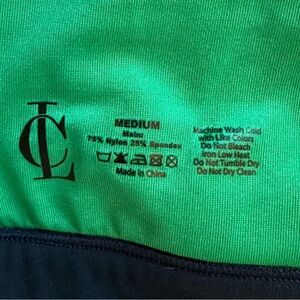 CL
MEDIUM
Main:
75% Nylon 25% Spandex
Made in China
Machine Wash Cold
with Like Colors
Do Not Bleach
Iron Low Heat
Do Not Tumble Dry
Do Not Dry Clean